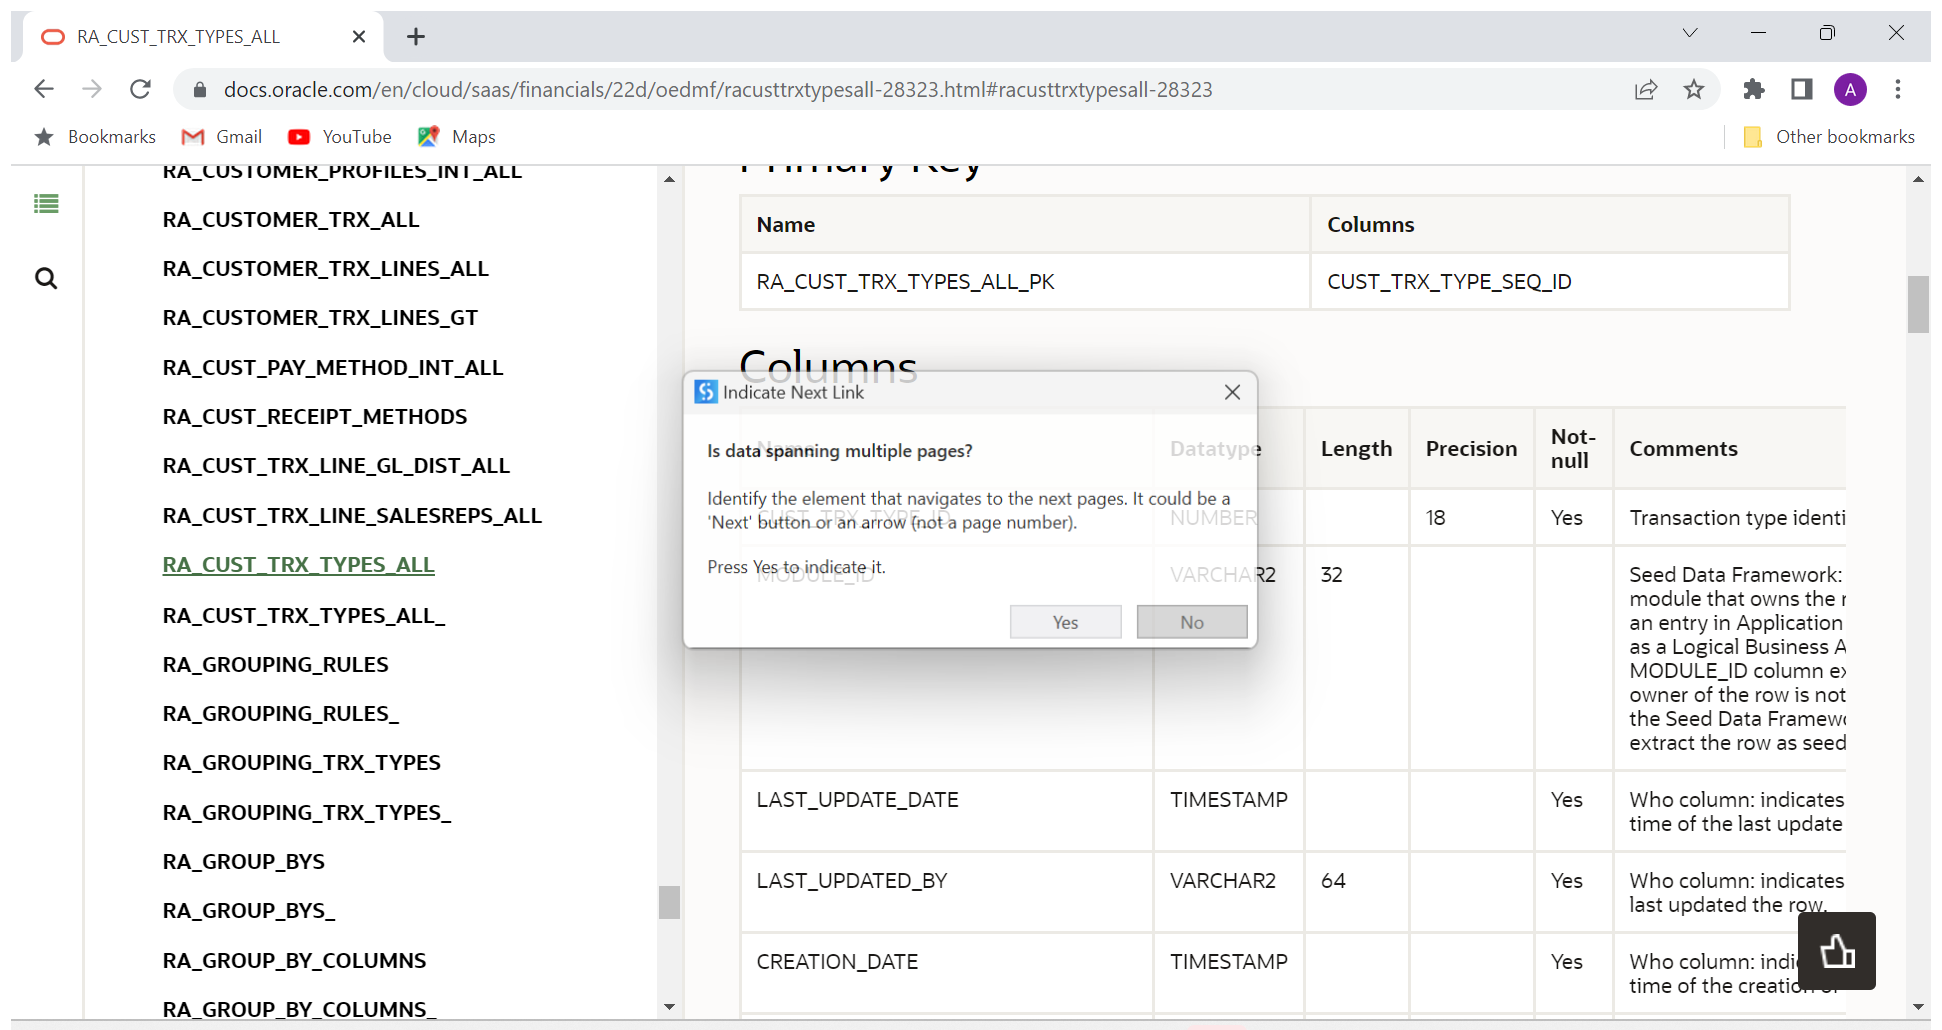 RA_CUST_TRX_TYPES_ALL
docs.oracle.com/en/cloud/saas/financials/22d/oedmf/racusttrxtypesall-28323.html#racusttrxtypesall-28323
A
Bookmarks
Gmail
YouTube
Maps
Other bookmarks
RA_CUSTOMER_PROFILES_INT_ALL
RA_CUSTOMER_TRX_ALL
RA_CUSTOMER_TRX_LINES_ALL
RA_CUSTOMER_TRX_LINES_GT
RA_CUST_PAY_METHOD_INT_ALL
RA_CUST_RECEIPT_METHODS
RA_CUST_TRX_LINE_GL_DIST_ALL
RA_CUST_TRX_LINE_SALESREPS_ALL
RA_CUST_TRX_TYPES_ALL
RA_CUST_TRX_TYPES_ALL_
RA_GROUPING_RULES
RA_GROUPING_RULES_
RA_GROUPING_TRX_TYPES
RA_GROUPING_TRX_TYPES_
RA_GROUP_BYS
RA_GROUP_BYS_
RA_GROUP_BY_COLUMNS
RA_GROUP_BY_COLUMNS_
Primary Key
Name Columns
RA_CUST_TRX_TYPES_ALL_PK CUST_TRX_TYPE_SEQ_ID
Columns
Indicate Next Link
Is data spanning multiple pages?
Identify the element that navigates to the next pages. It could be a
'Next' button or an arrow (not a page number).
Press Yes to indicate it.
Yes No
Name Datatype Length Precision Not-
null Comments
CUST_TRX_TYPE_ID NUMBER 18 Yes Transaction type identi
MODULE_ID VARCHAR2 32 Seed Data Framework:
module that owns the r
an entry in Application
as a Logical Business A
MODULE_ID column ex
owner of the row is not
the Seed Data Framewo
extract the row as seed
LAST_UPDATE_DATE TIMESTAMP Yes Who column: indicates
time of the last update
LAST_UPDATED_BY VARCHAR2 64 Yes Who column: indicates
last updated the row.
CREATION_DATE TIMESTAMP Yes Who column: indi
time of the creation